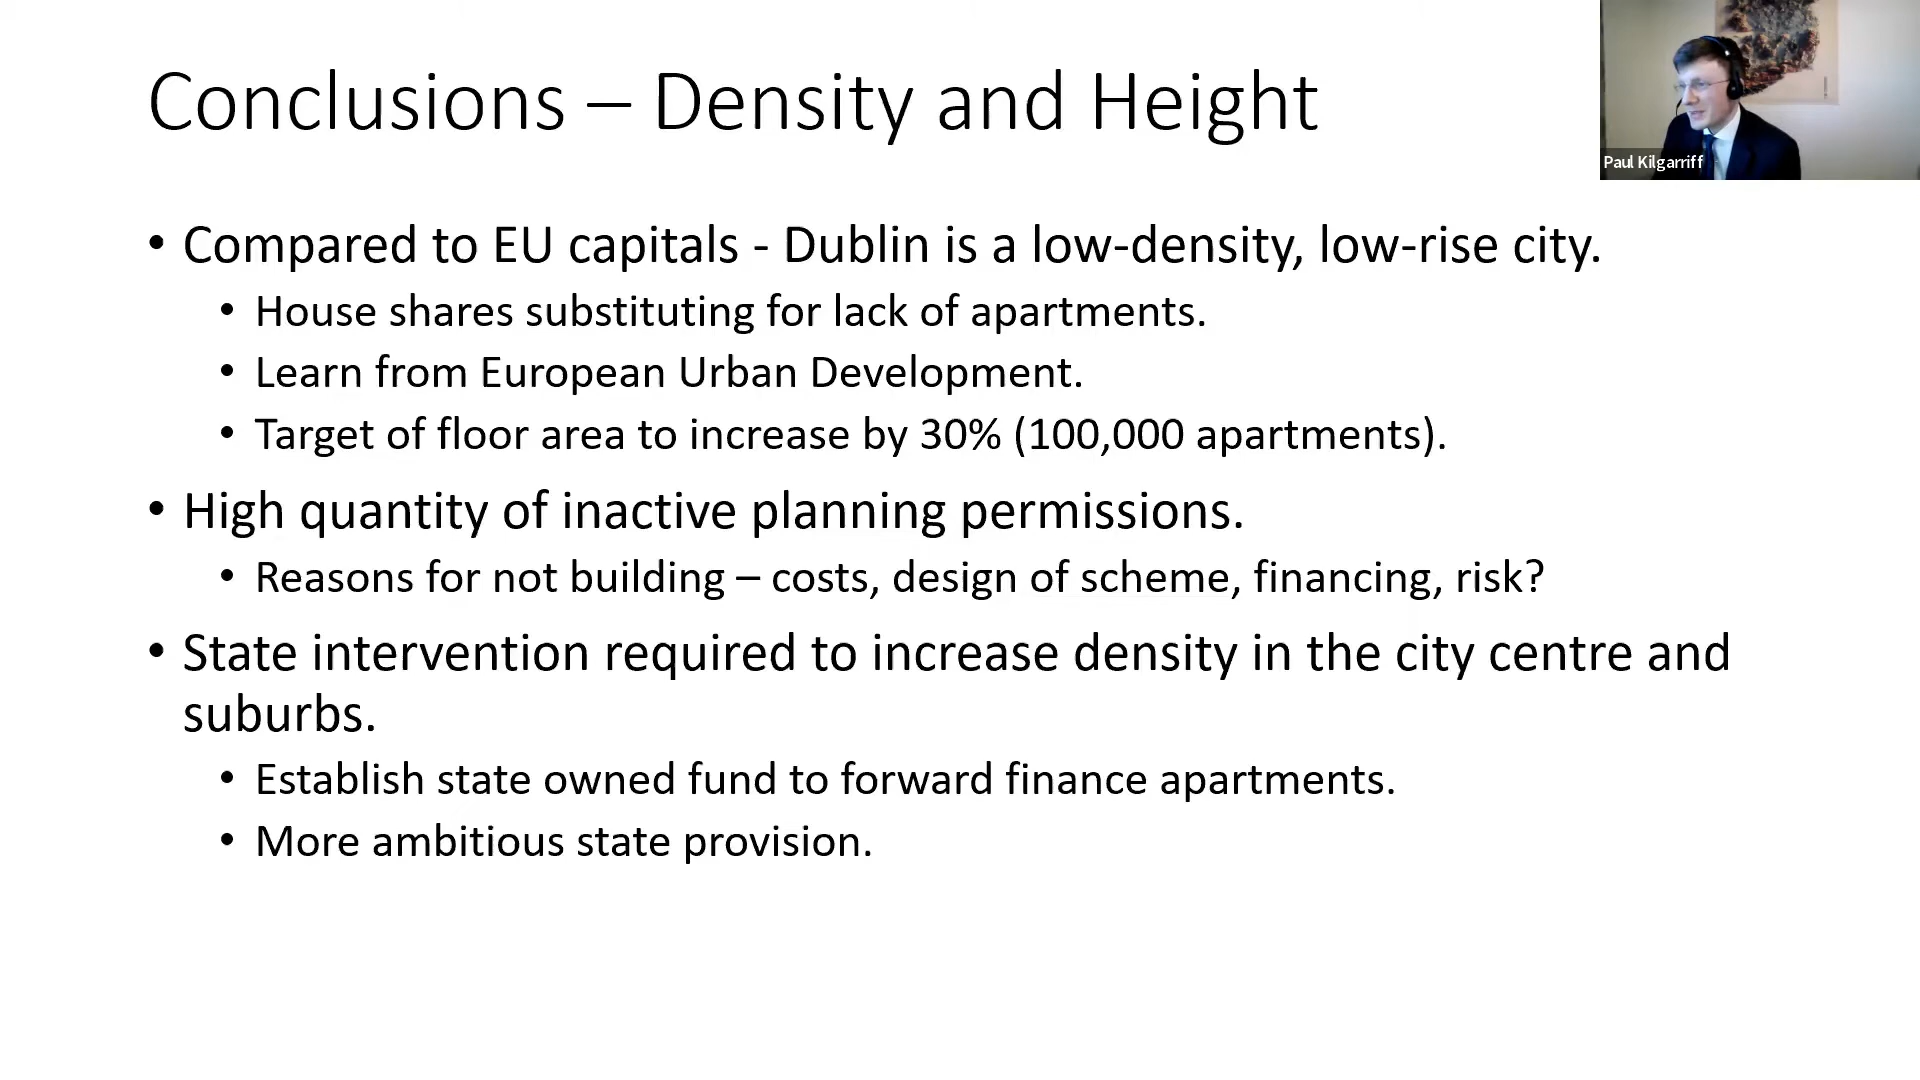 Conclusions – Density and Height
Paul Kilgarriff
• Compared to EU capitals - Dublin is a low-density, low-rise city.
• House shares substituting for lack of apartments.
• Learn from European Urban Development.
• Target of floor area to increase by 30% (100,000 apartments).
• High quantity of inactive planning permissions.
• Reasons for not building – costs, design of scheme, financing, risk?
• State intervention required to increase density in the city centre and
suburbs.
• Establish state owned fund to forward finance apartments.
• More ambitious state provision.